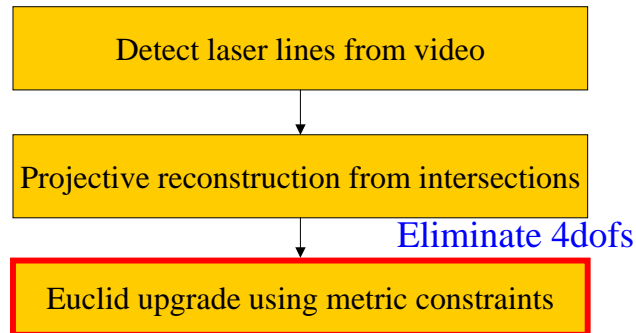 Detect laser lines from video
Projective reconstruction from intersections
Eliminate 4dofs
Euclid upgrade using metric constraints